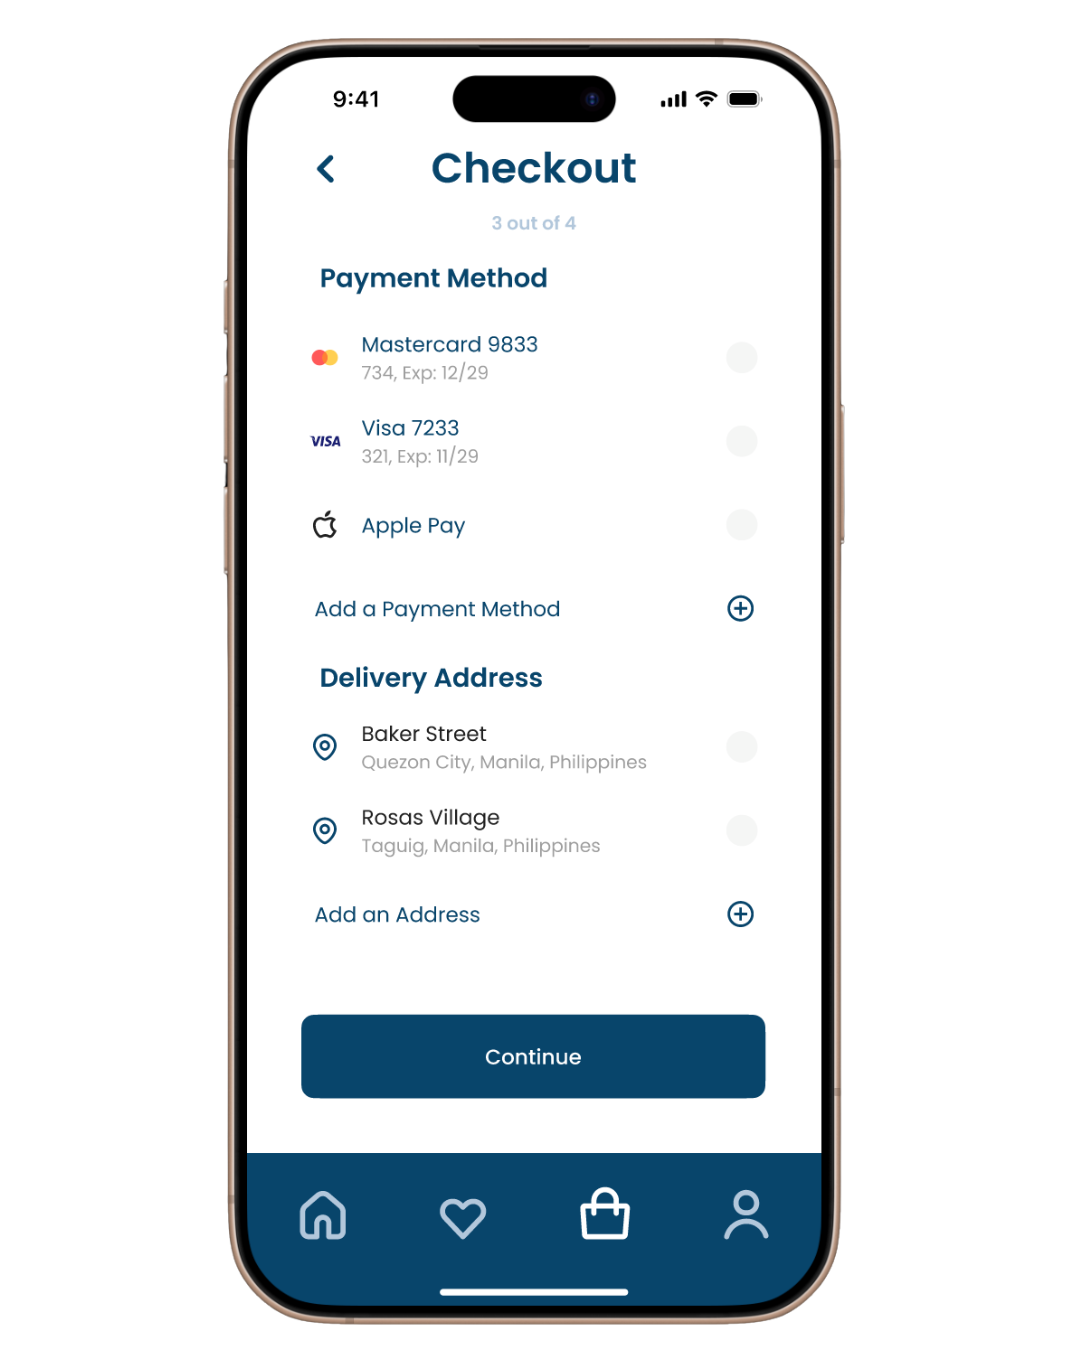 9:41
Checkout
3 out of 4
Payment Method
Mastercard 9833
734, Exp: 12/29
VISA
Visa 7233
321, Exp: 11/29
Apple Pay
Add a Payment Method
Delivery Address
Baker Street
Quezon City, Manila, Philippines
Rosas Village
Taguig, Manila, Philippines
Add an Address
Continue